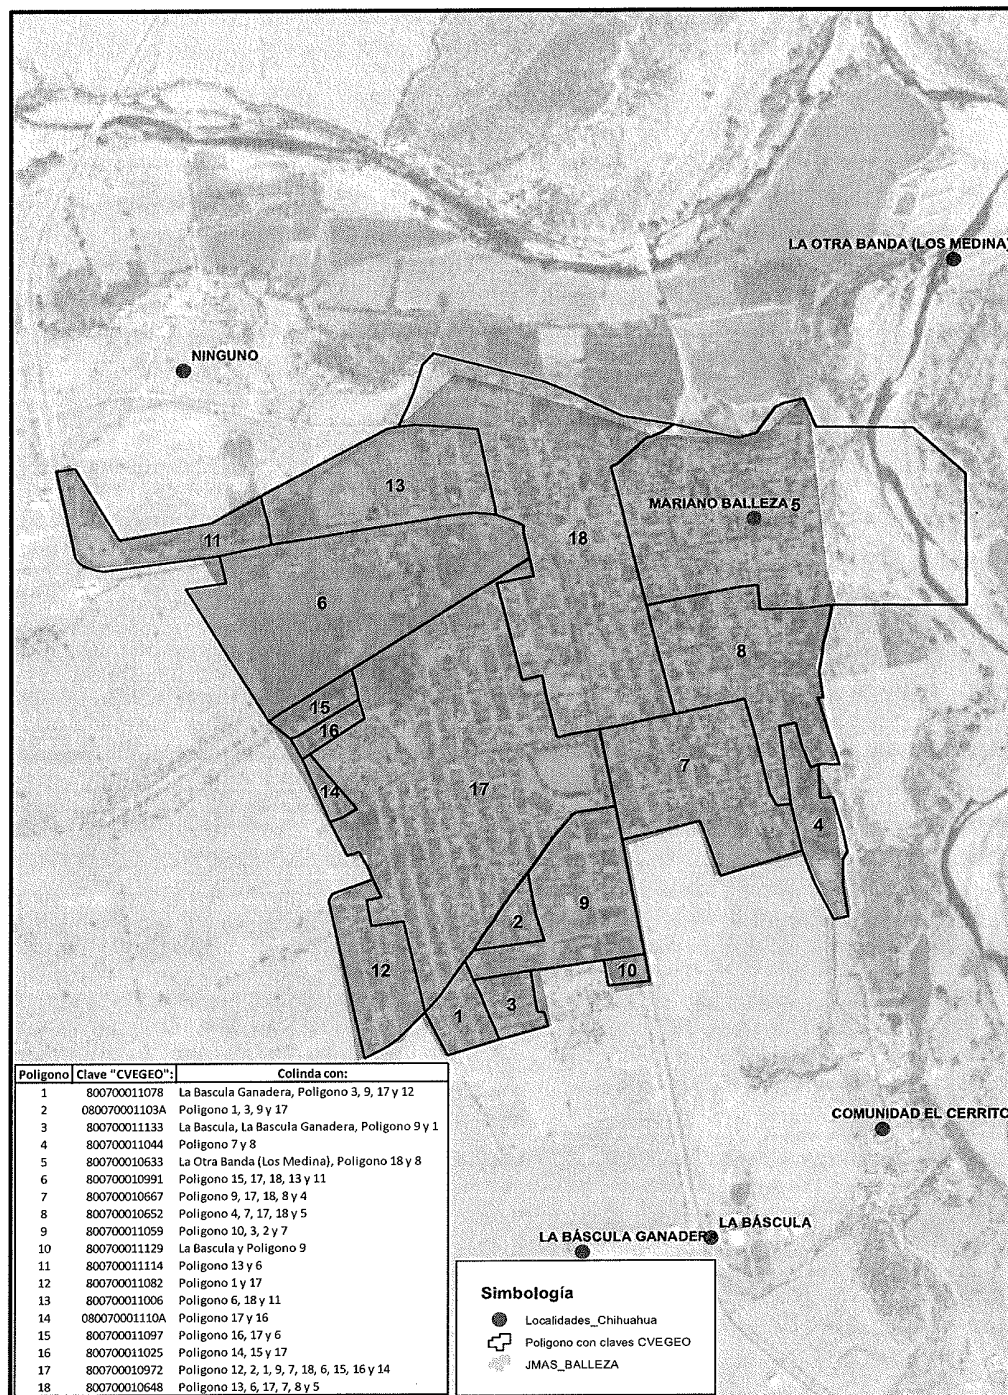 LA OTRA BANDA (LOS MEDINA)
NINGUNO
13
MARIANO BALLEZA 5
11
18
6
8
15
16
7
14
17
4
9
2
12
10
1
3
Poligono Clave "CVEGEO": Colinda con:
1 800700011078 La Bascula Ganadera, Poligono 3, 9, 17 y 12
2 080070001103A Poligono 1, 3, 9 y 17
3 800700011133 La Bascula, La Bascula Ganadera, Poligono 9 y 1
4 800700011044 Poligono 7 y 8
5 800700010633 La Otra Banda (Los Medina), Poligono 18 y 8
6 800700010991 Poligono 15, 17, 18, 13 y 11
7 800700010667 Poligono 9, 17, 18, 8 y 4
8 800700010652 Poligono 4, 7, 17, 18 y 5
9 800700011059 Poligono 10, 3, 2 y 7
10 800700011129 La Bascula y Poligono 9
11 800700011114 Poligono 13 y 6
12 800700011082 Poligono 1 y 17
13 800700011006 Poligono 6, 18 y 11
14 080070001110A Poligono 17 y 16
15 800700011097 Poligono 16, 17 y 6
16 800700011025 Poligono 14, 15 y 17
17 800700010972 Poligono 12, 2, 1, 9, 7, 18, 6, 15, 16 y 14
18 800700010648 Poligono 13, 6, 17, 7, 8 y 5
COMUNIDAD EL CERRITO
LA BÁSCULA
LA BÁSCULA GANADERA
Simbología
Localidades_Chihuahua
Poligono con claves CVEGEO
JMAS_BALLEZA